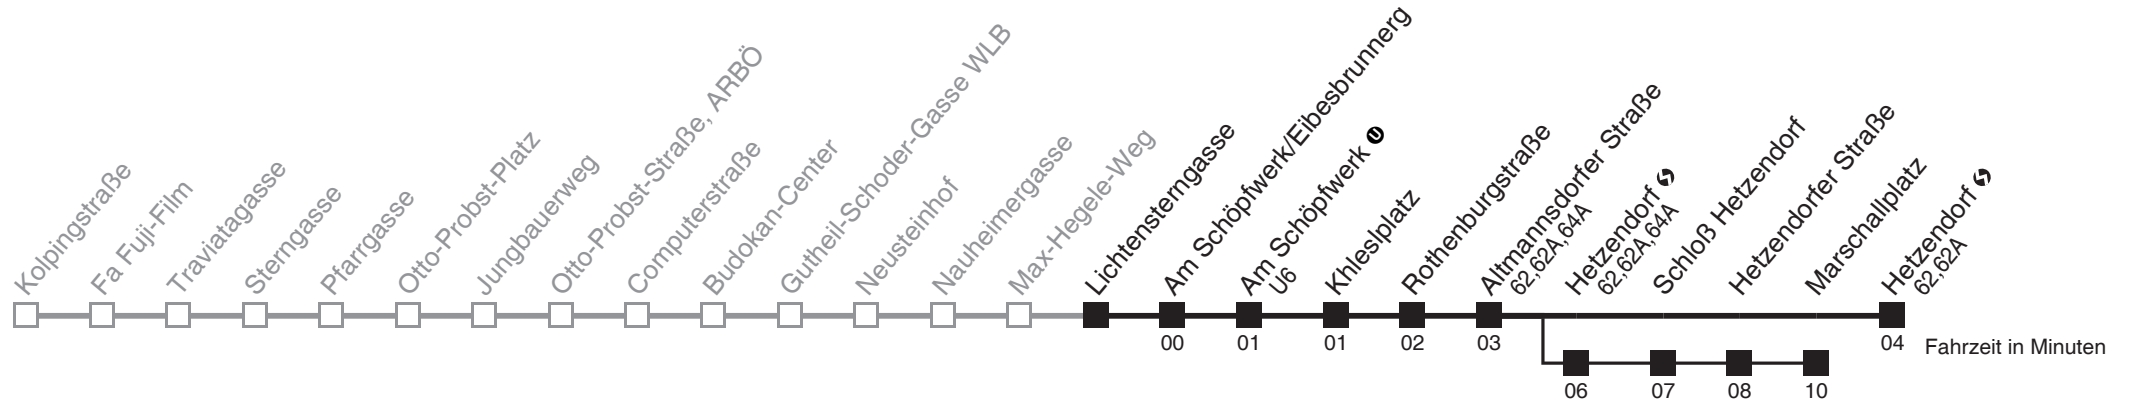 Kolpingstraße
Fa Fuji-Film
Traviatagasse
Sterngasse
Pfarrgasse
Otto-Probst-Platz
Jungbauerweg
Otto-Probst-Straße, ARBÖ
Computerstraße
Budokan-Center
Gutheil-Schoder-Gasse WLB
Neusteinhof
Nauheimergasse
Max-Hegele-Weg
Lichtensterngasse
Am Schöpfwerk/Eibesbrunnerg
Am Schöpfwerk U
U6
Khleslplatz
Rothenburgstraße
Altmannsdorfer Straße
62,62A,64A
Hetzendorf
62,62A,64A
Schloß Hetzendorf
Hetzendorfer Straße
Marschallplatz
Hetzendorf
62,62A
00
01
01
02
03
04
Fahrzeit in Minuten
06
07
08
10